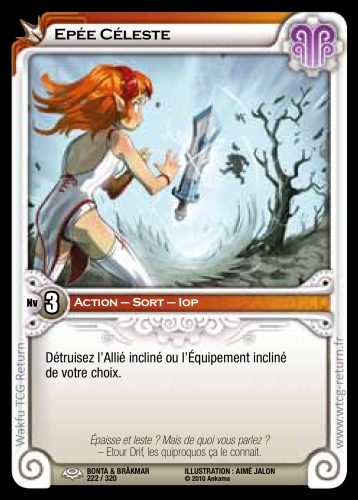 Epée Céleste
Nv 3
Action – Sort – Iop
Détruisez l'Allié incliné ou l'Équipement incliné
de votre choix.
Wakfu TCG Return
www.wtcg-return.fr
Épaisse et leste ? Mais de quoi vous parlez ?
– Etour Drif, les quiproquos ça le connait.
BONTA & BRÂKMAR
222 / 320
ILLUSTRATION : AIMÉ JALON
© 2010 Ankama